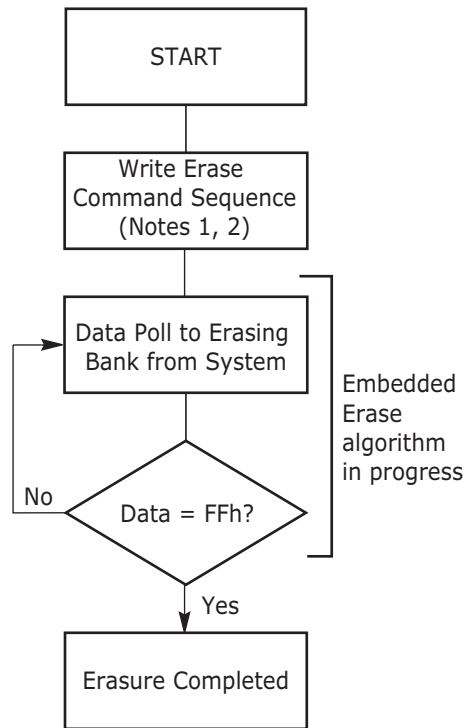 START
Write Erase
Command Sequence
(Notes 1, 2)
Data Poll to Erasing
Bank from System
Embedded
Erase
algorithm
in progress
No
Data = FFh?
Yes
Erasure Completed